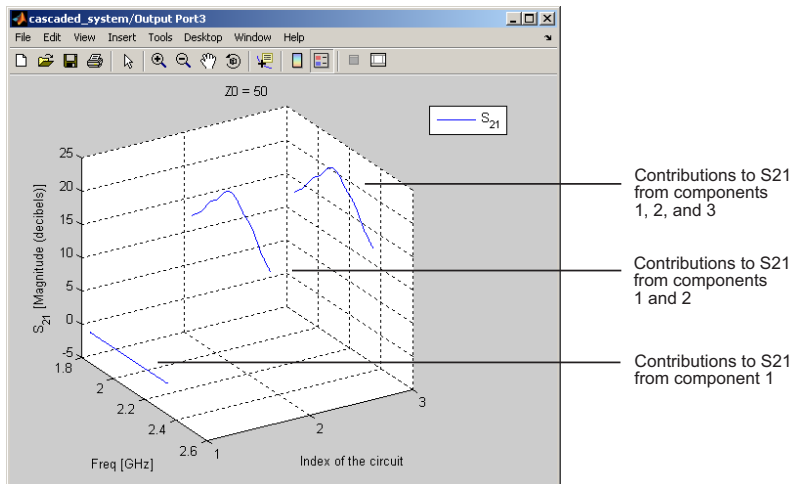 cascaded_system/Output Port3
File Edit View Insert Tools Desktop Window Help
Z0 = 50
S21
25
20
15
10
5
0
-5
S21 [Magnitude (decibels)]
1.8
2
2.2
2.4
2.6
Freq [GHz]
1
2
3
Index of the circuit
Contributions to S21
from components
1, 2, and 3
Contributions to S21
from components
1 and 2
Contributions to S21
from component 1